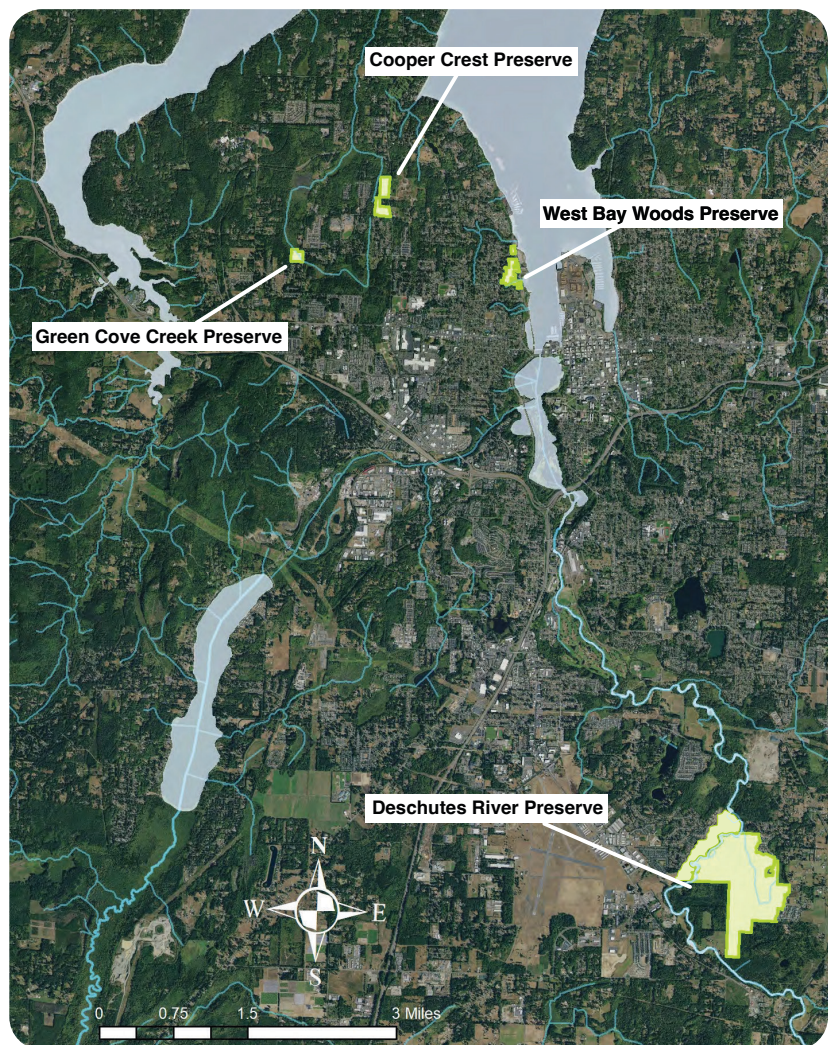 Cooper Crest Preserve
West Bay Woods Preserve
Green Cove Creek Preserve
Deschutes River Preserve
N
W E
S
0 0.75 1.5 3 Miles